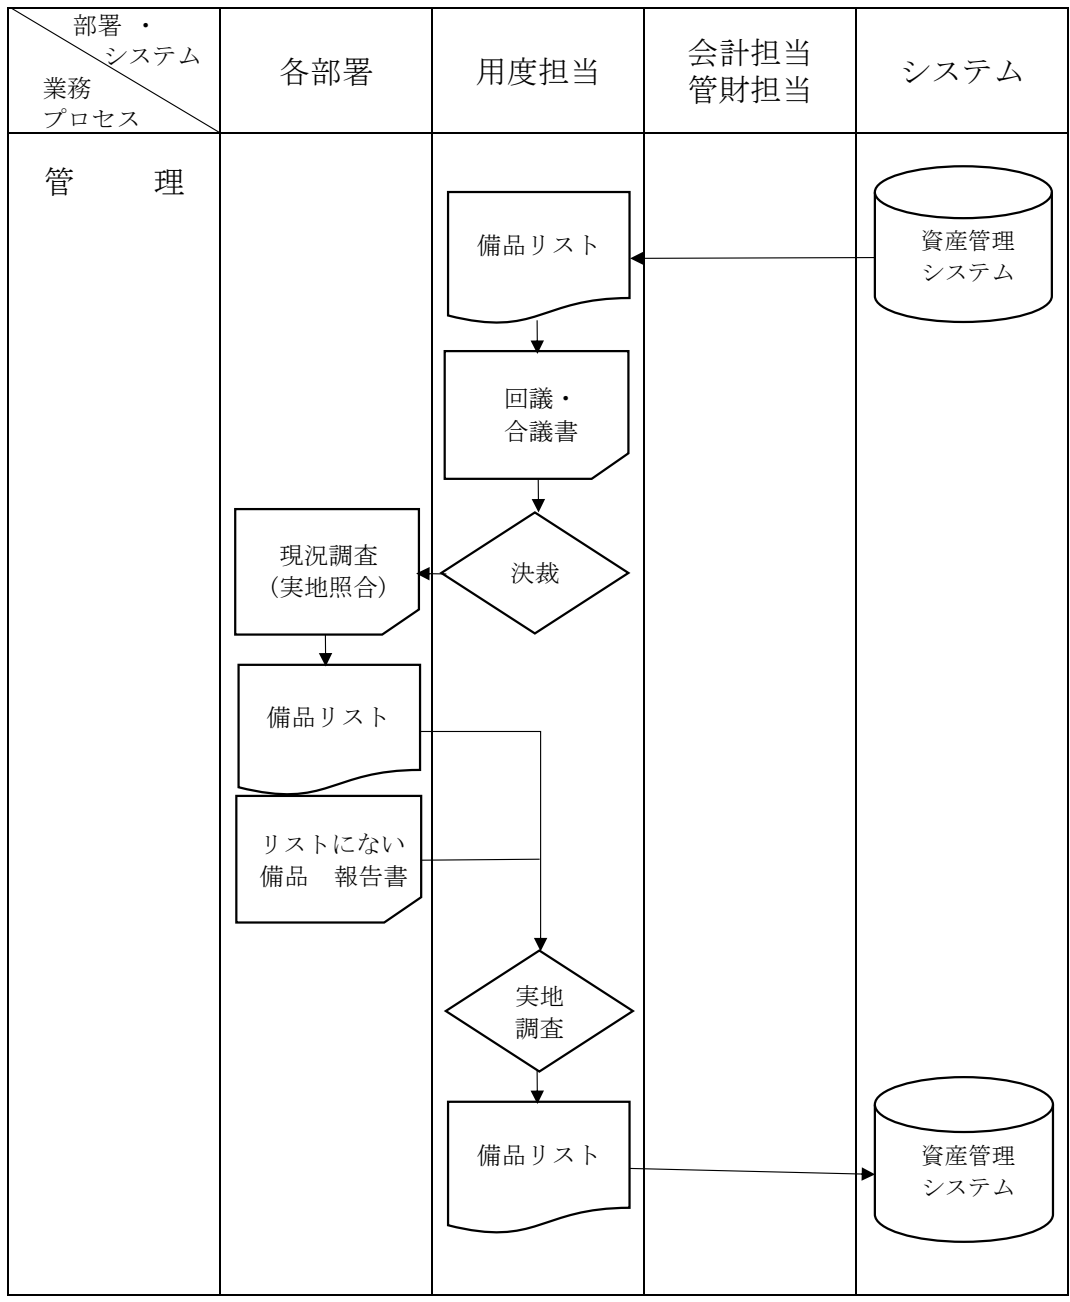 部署 ・
システム
業務
プロセス
各部署
用度担当
会計担当
管財担当
システム
管　　理
備品リスト
資産管理
システム
回議・
合議書
決裁
現況調査
（実地照合）
備品リスト
リストにない
備品　報告書
実地
調査
備品リスト
資産管理
システム